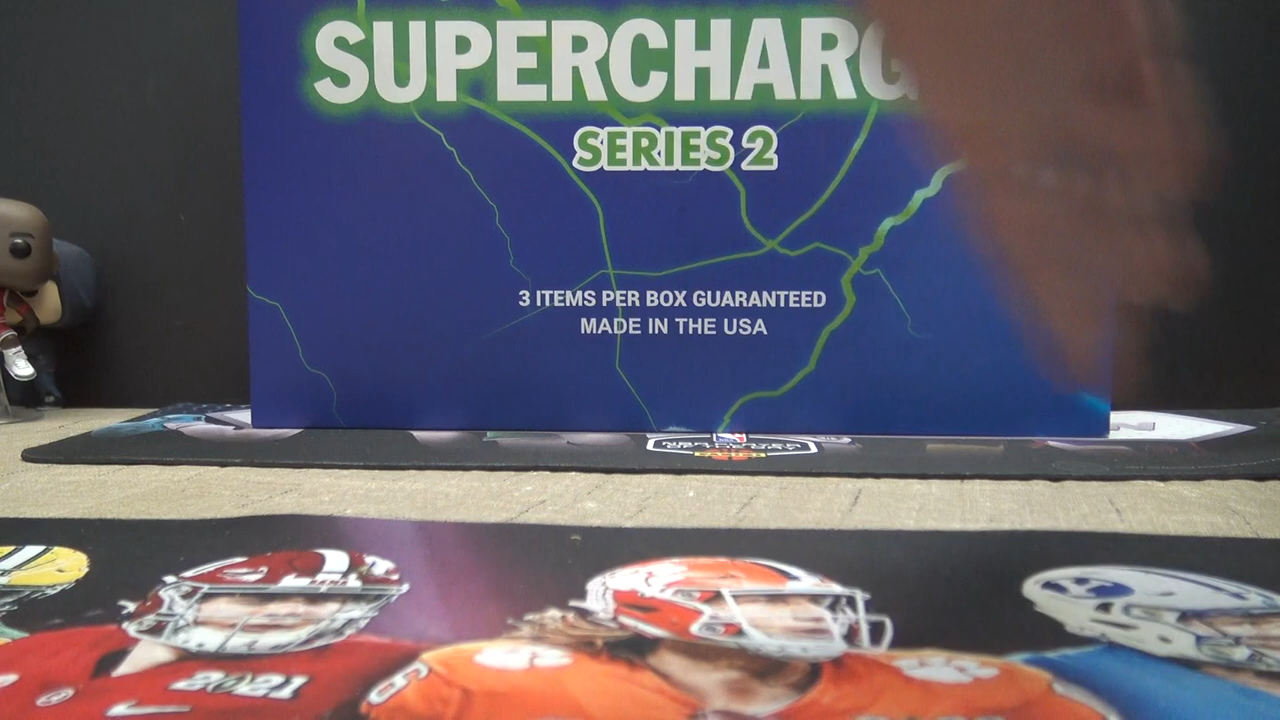 SUPERCHARG
SERIES 2
3 ITEMS PER BOX GUARANTEED
MADE IN THE USA
2021